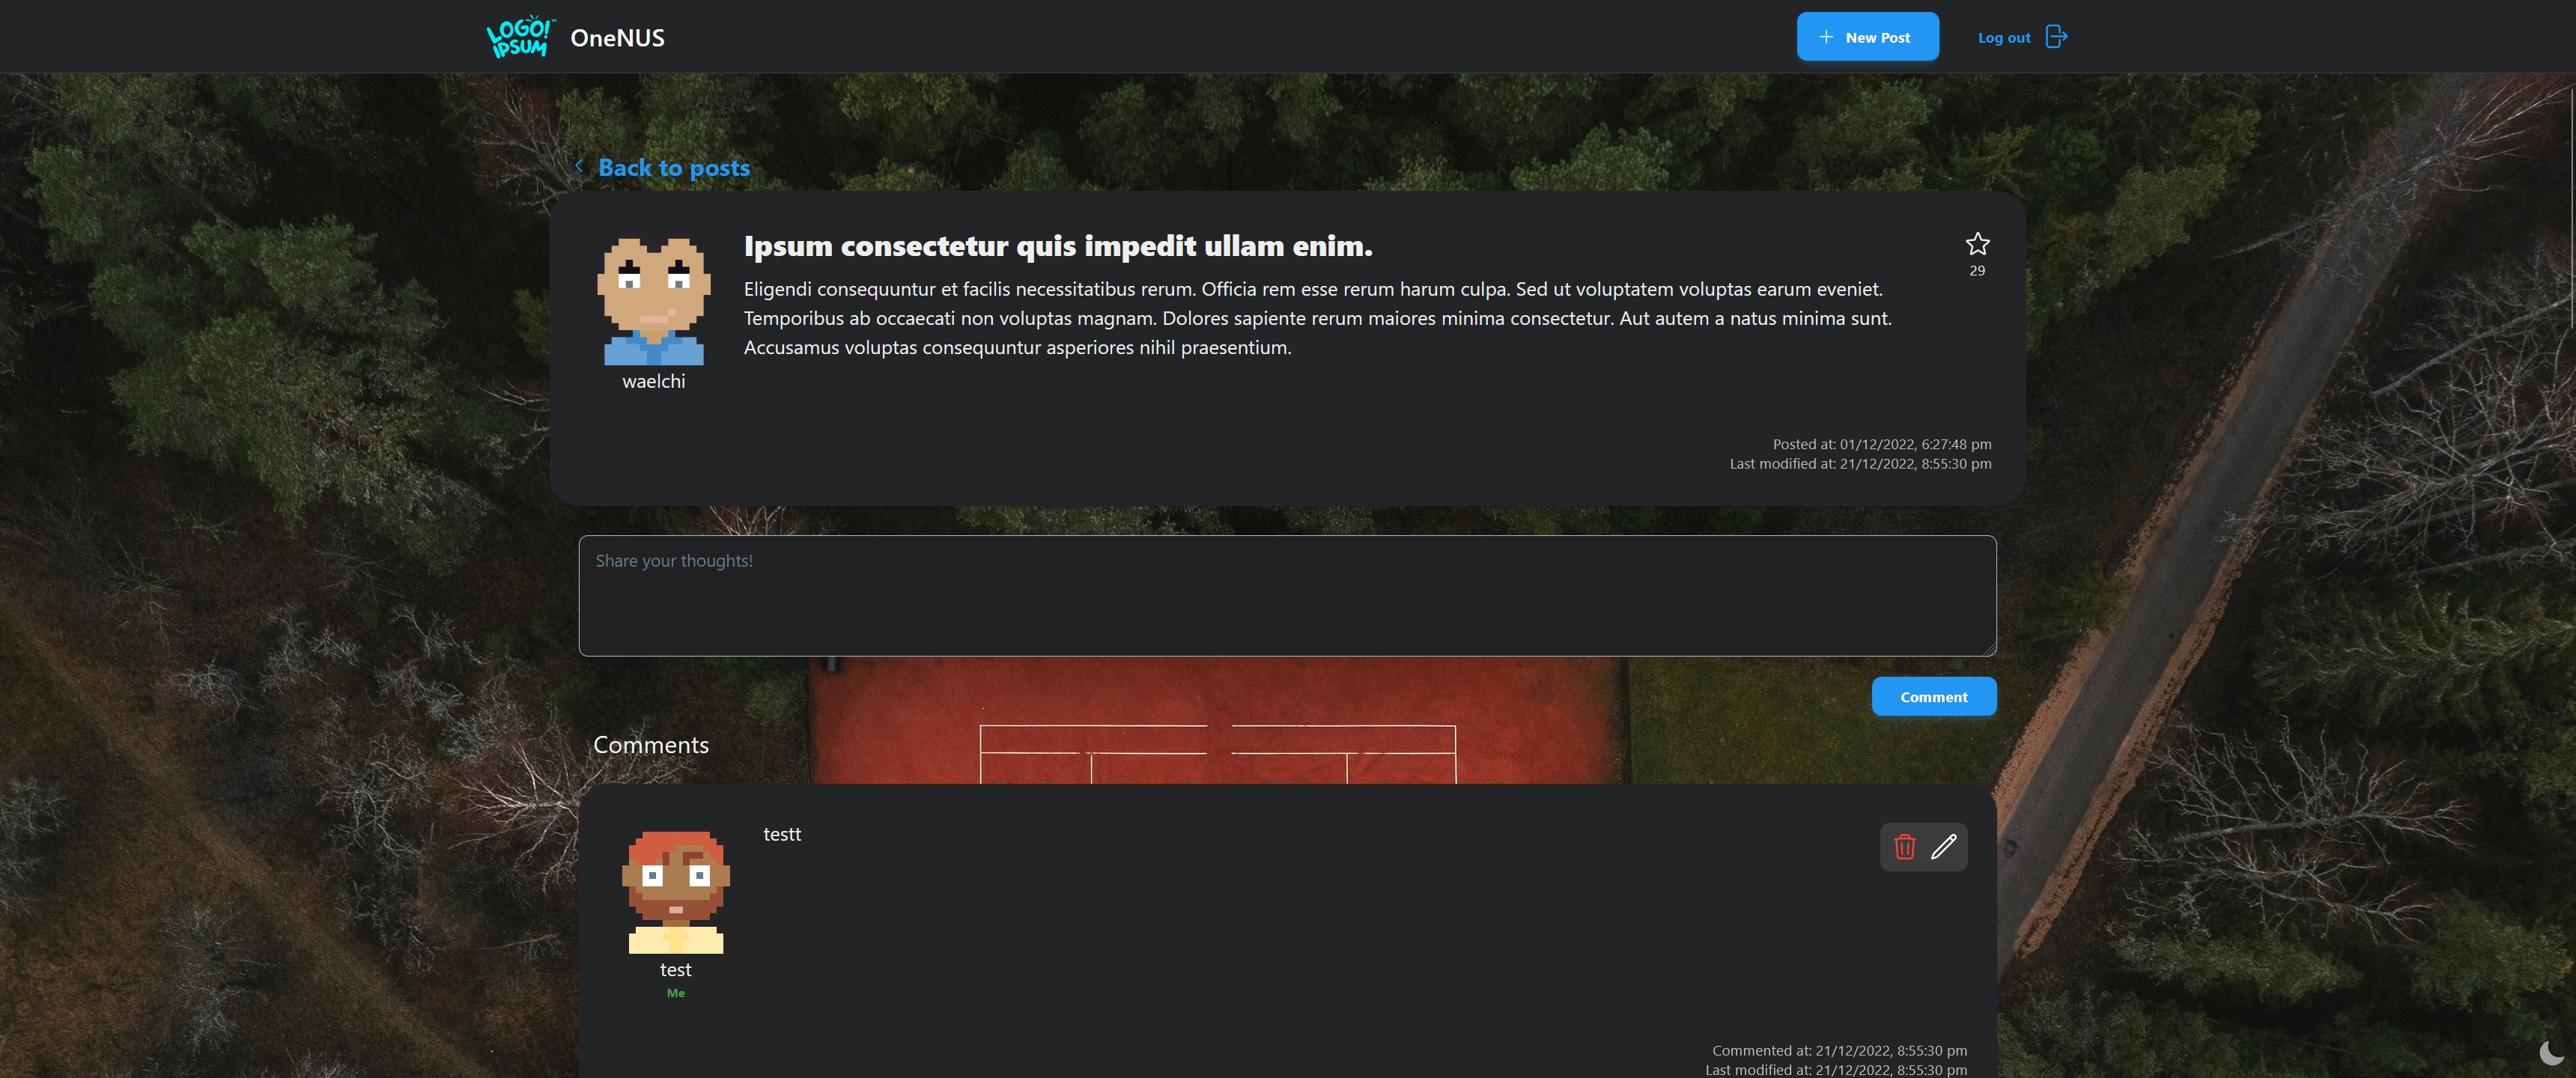 LOGO! IPSUM™
OneNUS
New Post
Log out
Back to posts
Ipsum consectetur quis impedit ullam enim.
29
Eligendi consequuntur et facilis necessitatibus rerum. Officia rem esse rerum harum culpa. Sed ut voluptatem voluptas earum eveniet.
Temporibus ab occaecati non voluptas magnam. Dolores sapiente rerum maiores minima consectetur. Aut autem a natus minima sunt.
Accusamus voluptas consequuntur asperiores nihil praesentium.
waelchi
Posted at: 01/12/2022, 6:27:48 pm
Last modified at: 21/12/2022, 8:55:30 pm
Share your thoughts!
Comment
Comments
testt
test
Me
Commented at: 21/12/2022, 8:55:30 pm
Last modified at: 21/12/2022, 8:55:30 pm